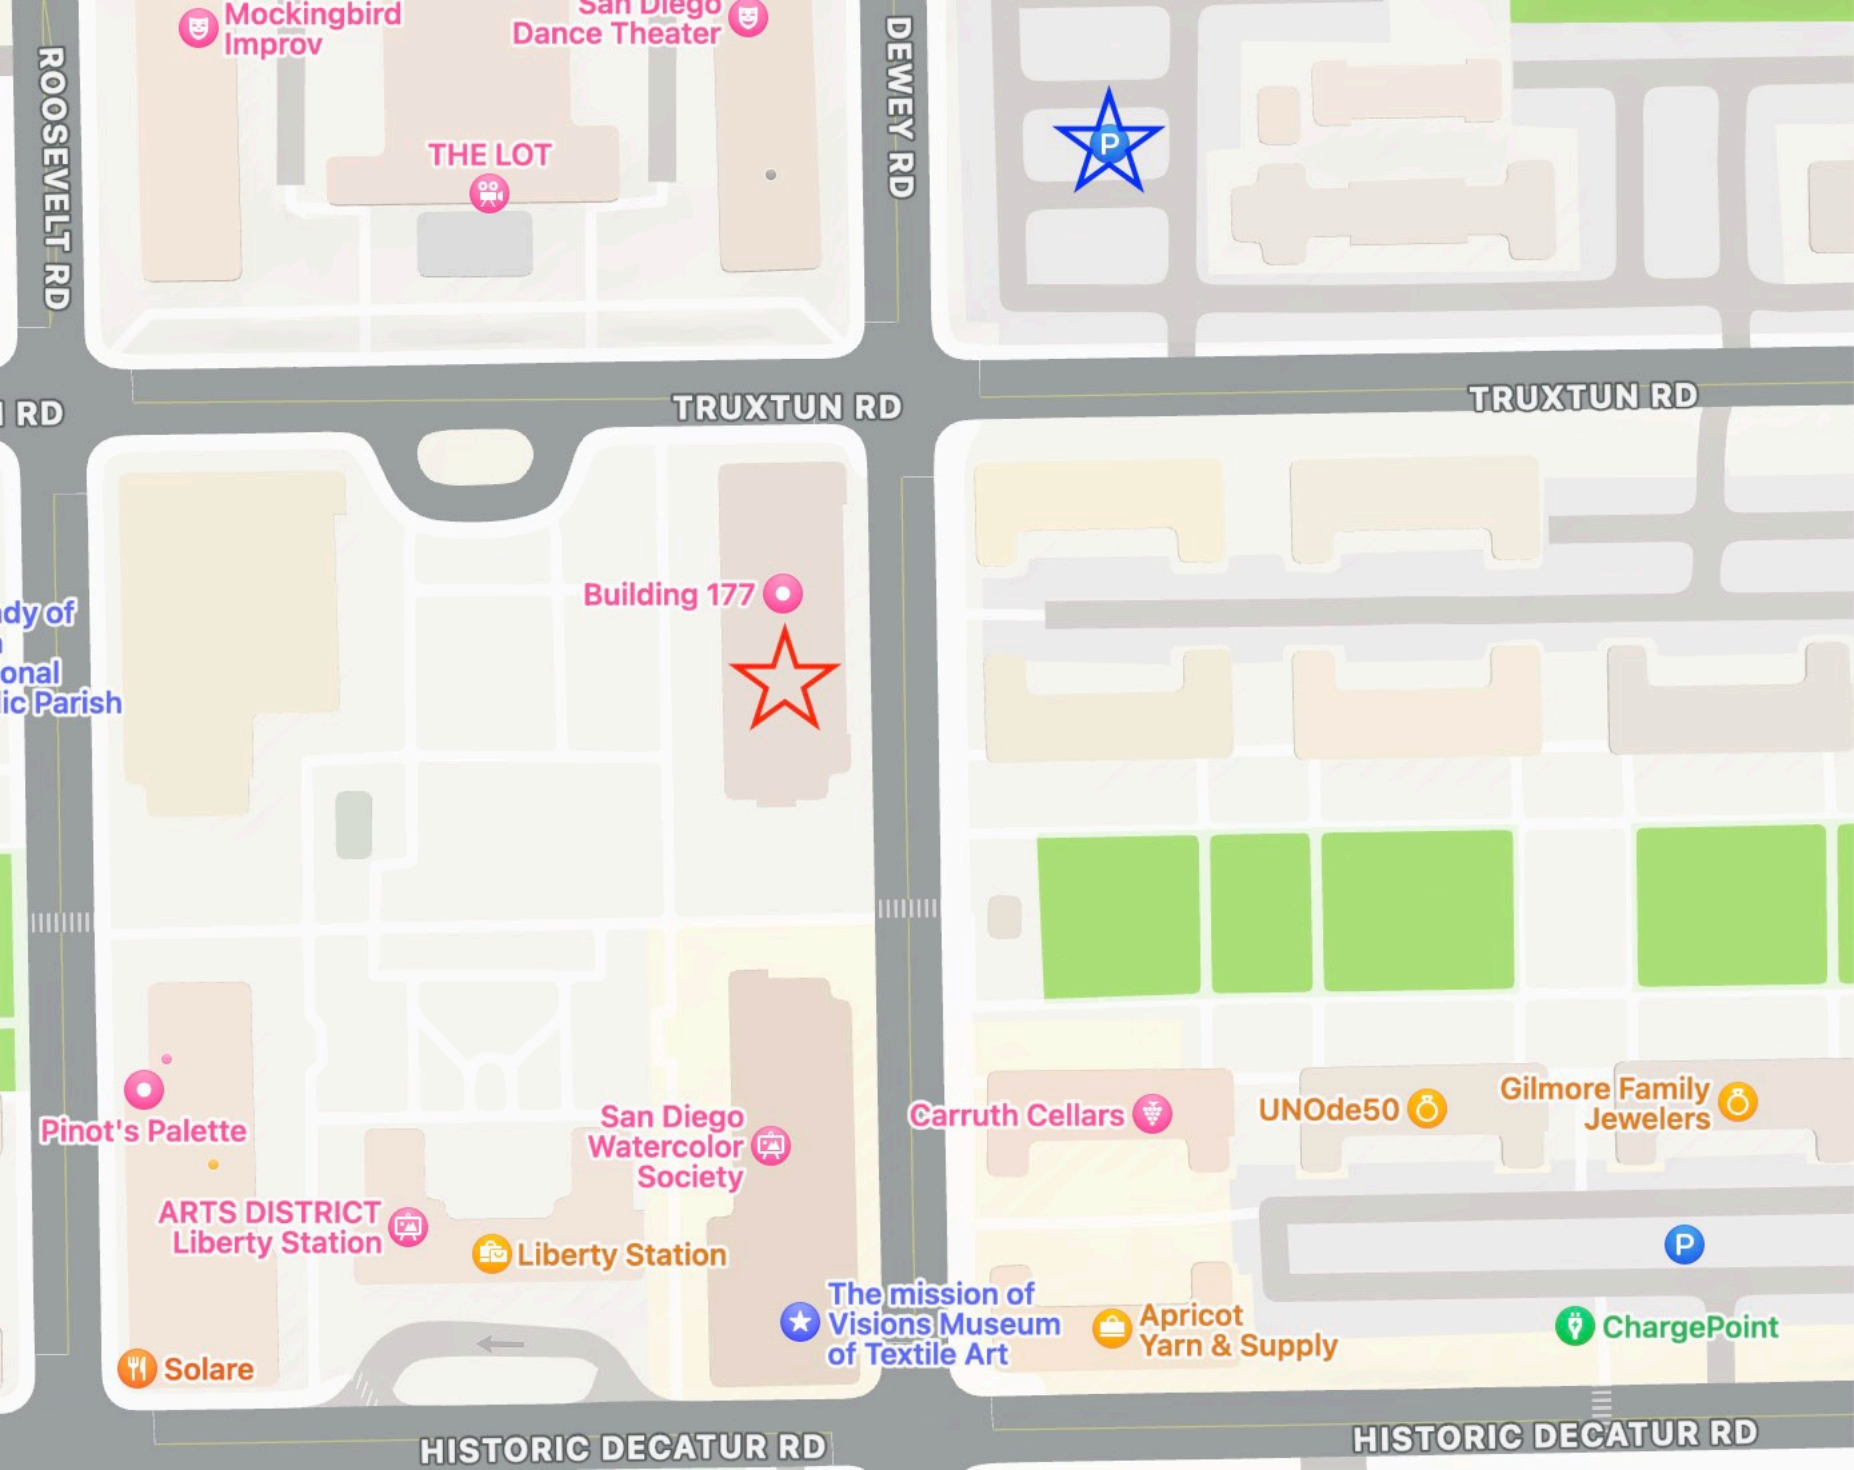 Mockingbird
Improv
San Diego
Dance Theater
ROOSEVELT RD
DEWEY RD
P
THE LOT
RD
TRUXTUN RD
TRUXTUN RD
Building 177
ady of
onal
lic Parish
Pinot's Palette
San Diego
Watercolor
Society
Carruth Cellars
UNOde50
Gilmore Family
Jewelers
ARTS DISTRICT
Liberty Station
Liberty Station
P
The mission of
Visions Museum
of Textile Art
Apricot
Yarn & Supply
ChargePoint
Solare
HISTORIC DECATUR RD
HISTORIC DECATUR RD